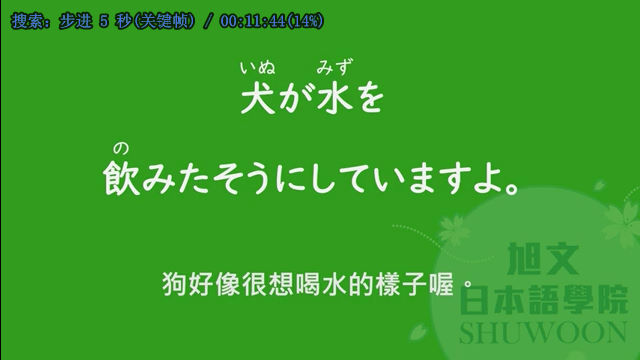 搜索: 步进 5 秒(关键帧) / 00:11:44(14%)
いぬ みず
犬が水を
の
飲みたそうにしていますよ。
狗好像很想喝水的樣子喔。
旭文
日本語學院
SHUWOON